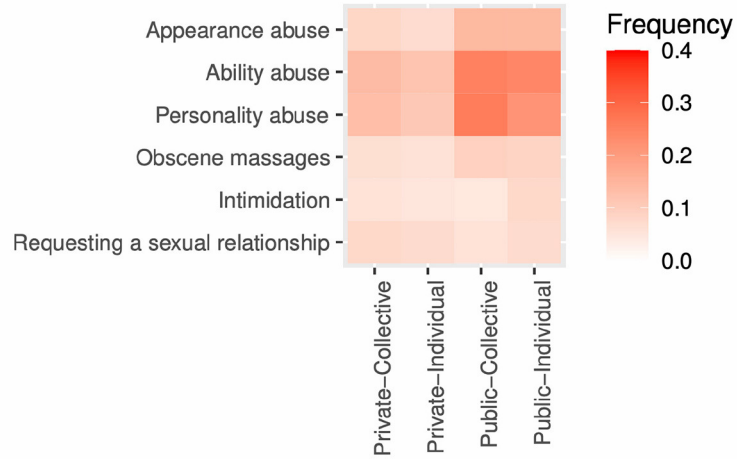 Appearance abuse
Ability abuse
Personality abuse
Obscene massages
Intimidation
Requesting a sexual relationship
Private–Collective
Private–Individual
Public–Collective
Public–Individual
Frequency
0.4
0.3
0.2
0.1
0.0